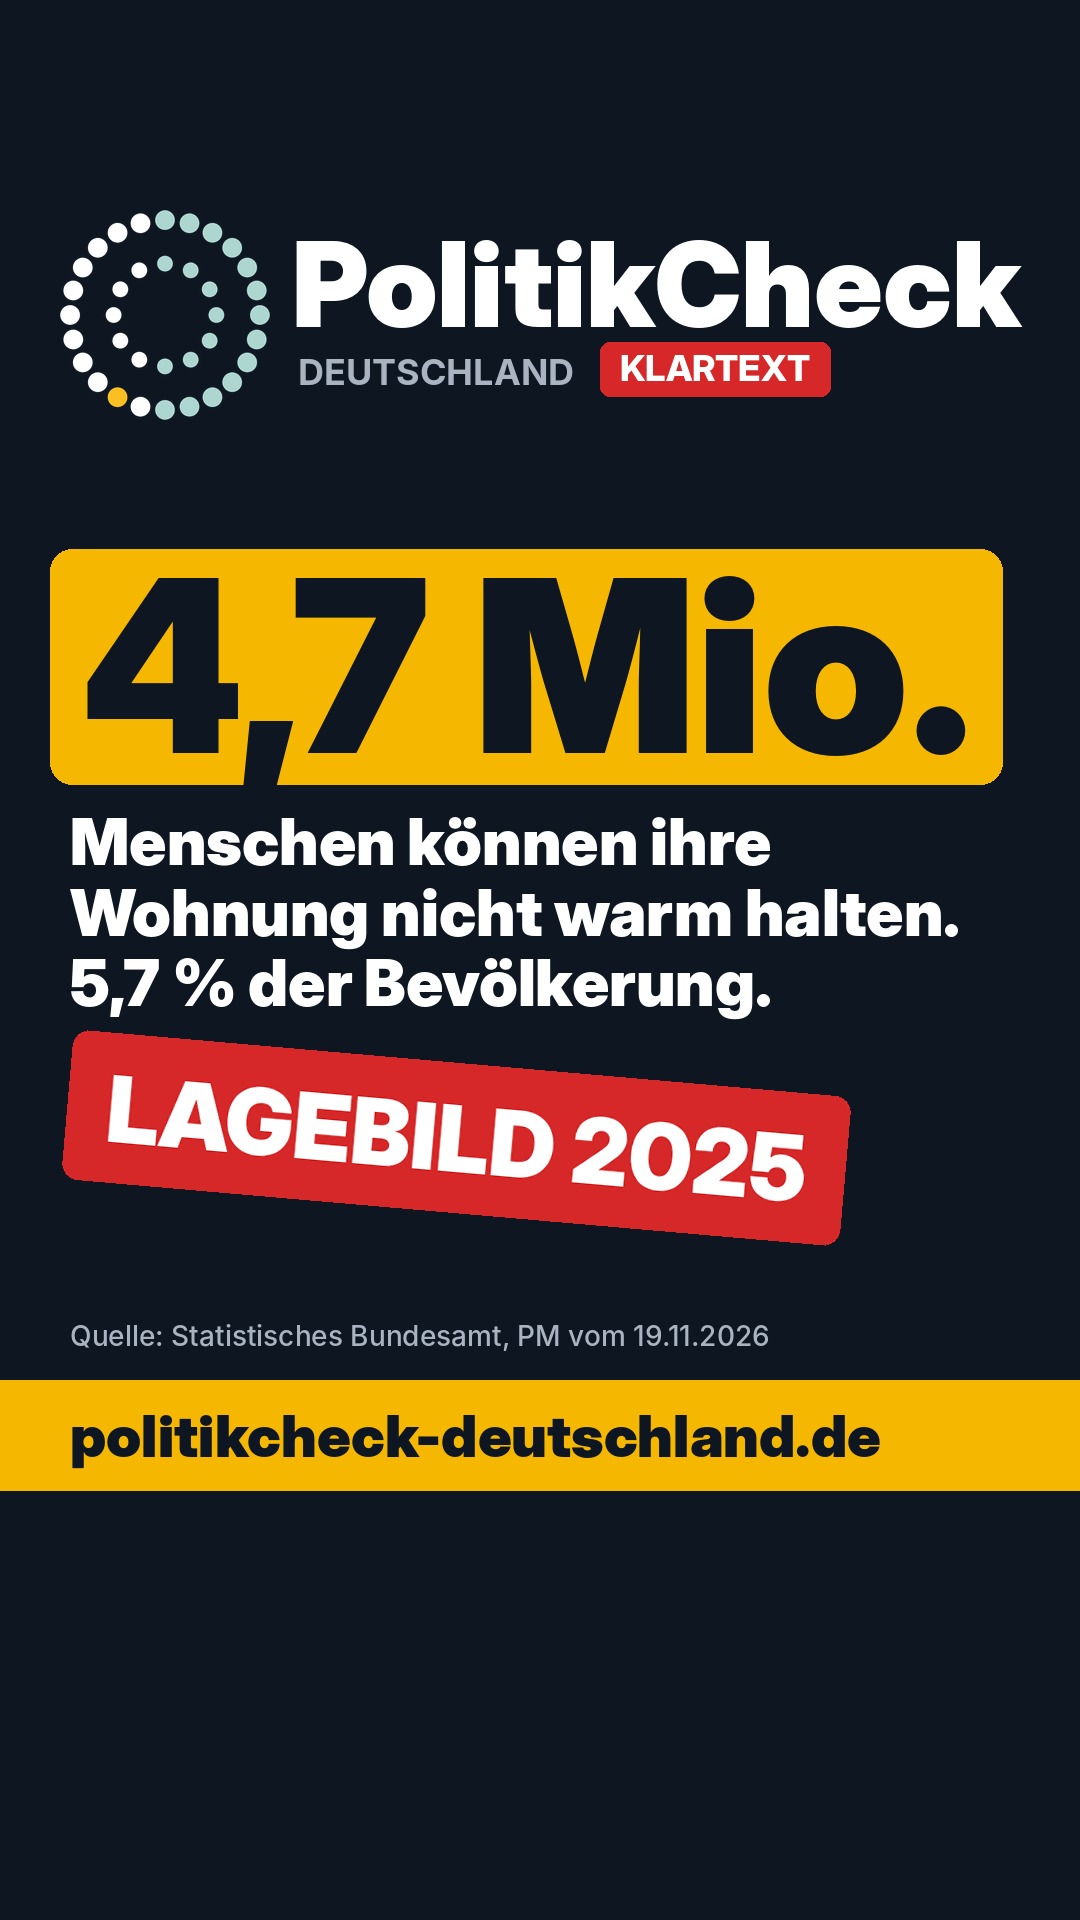 PolitikCheck
DEUTSCHLAND KLARTEXT
4,7 Mio.
Menschen können ihre
Wohnung nicht warm halten.
5,7 % der Bevölkerung.
LAGEBILD 2025
Quelle: Statistisches Bundesamt, PM vom 19.11.2026
politikcheck-deutschland.de